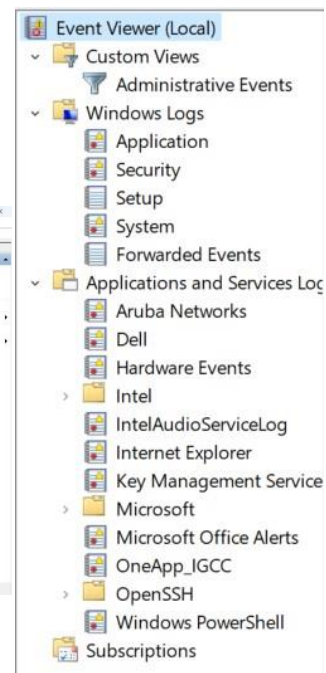 Event Viewer (Local)
Custom Views
Administrative Events
Windows Logs
Application
Security
Setup
System
Forwarded Events
Applications and Services Log
Aruba Networks
Dell
Hardware Events
Intel
IntelAudioServiceLog
Internet Explorer
Key Management Service
Microsoft
Microsoft Office Alerts
OneApp_IGCC
OpenSSH
Windows PowerShell
Subscriptions